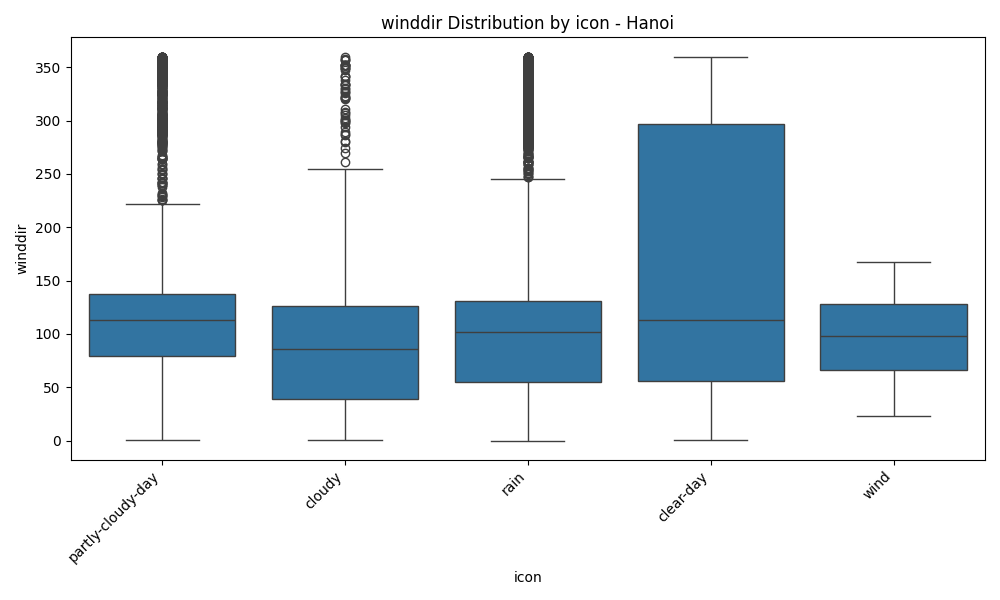 winddir Distribution by icon - Hanoi
winddir
350
300
250
200
150
100
50
0
partly-cloudy-day
cloudy
rain
clear-day
wind
icon